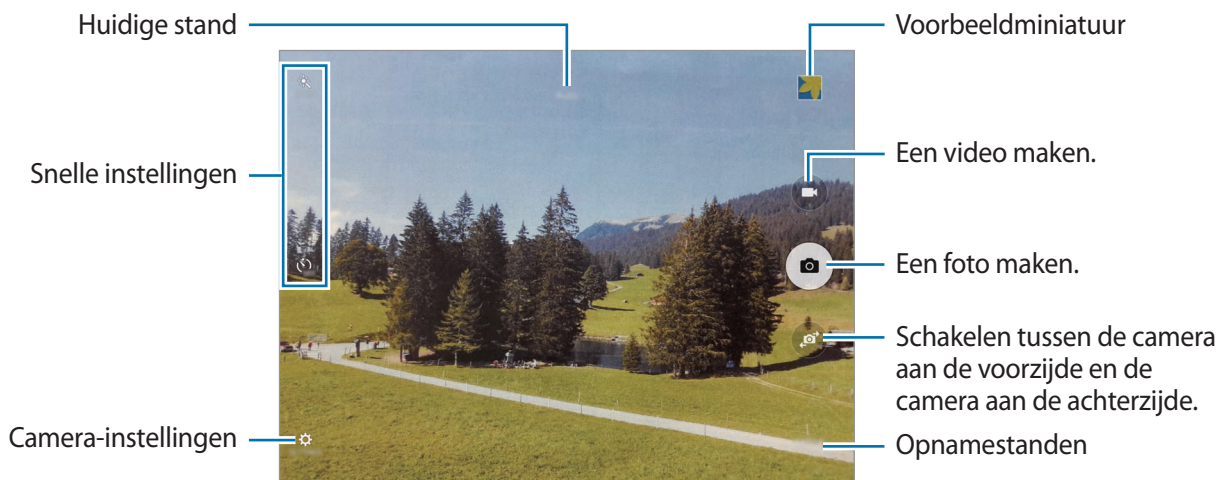 Huidige stand
Voorbeeldminiatuur
Snelle instellingen
Een video maken.
Een foto maken.
Schakelen tussen de camera
aan de voorzijde en de
camera aan de achterzijde.
Camera-instellingen
Opnamestanden